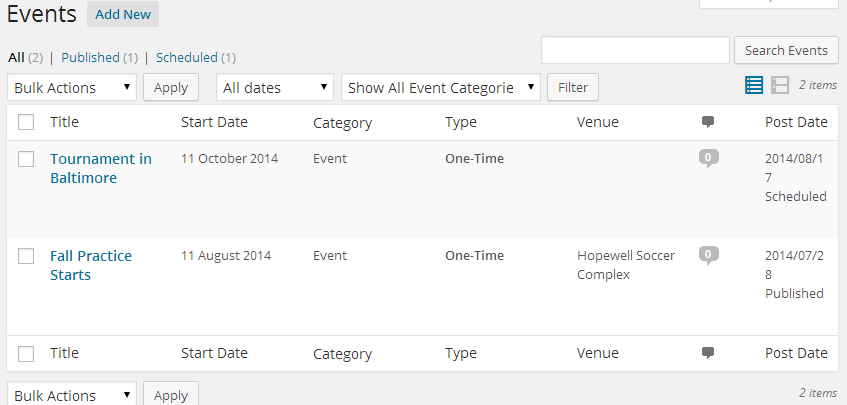 Events Add New
All (2) | Published (1) | Scheduled (1)
Search Events
Bulk Actions Apply All dates Show All Event Categorie Filter 2 items
Title Start Date Category Type Venue Post Date
Tournament in Baltimore 11 October 2014 Event One-Time 0 2014/08/17 Scheduled
Fall Practice Starts 11 August 2014 Event One-Time Hopewell Soccer Complex 0 2014/07/28 Published
Title Start Date Category Type Venue Post Date
Bulk Actions Apply 2 items